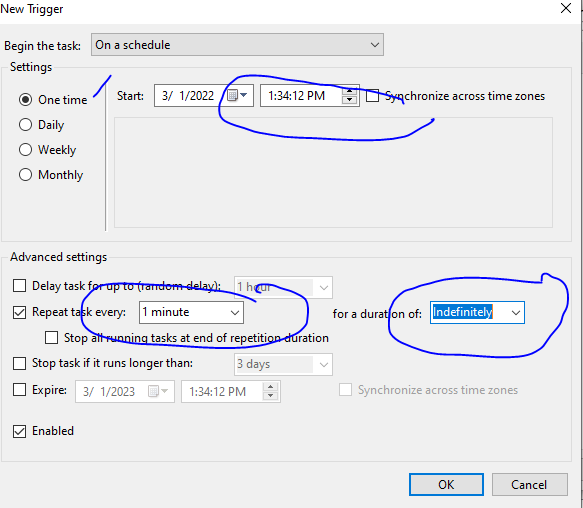 New Trigger
Begin the task: On a schedule
Settings
One time
Start: 3/ 1/2022 1:34:12 PM Synchronize across time zones
Daily
Weekly
Monthly
Advanced settings
Delay task for up to (random delay): 1 hour
Repeat task every: 1 minute for a duration of: Indefinitely
Stop all running tasks at end of repetition duration
Stop task if it runs longer than: 3 days
Expire: 3/ 1/2023 1:34:12 PM Synchronize across time zones
Enabled
OK Cancel